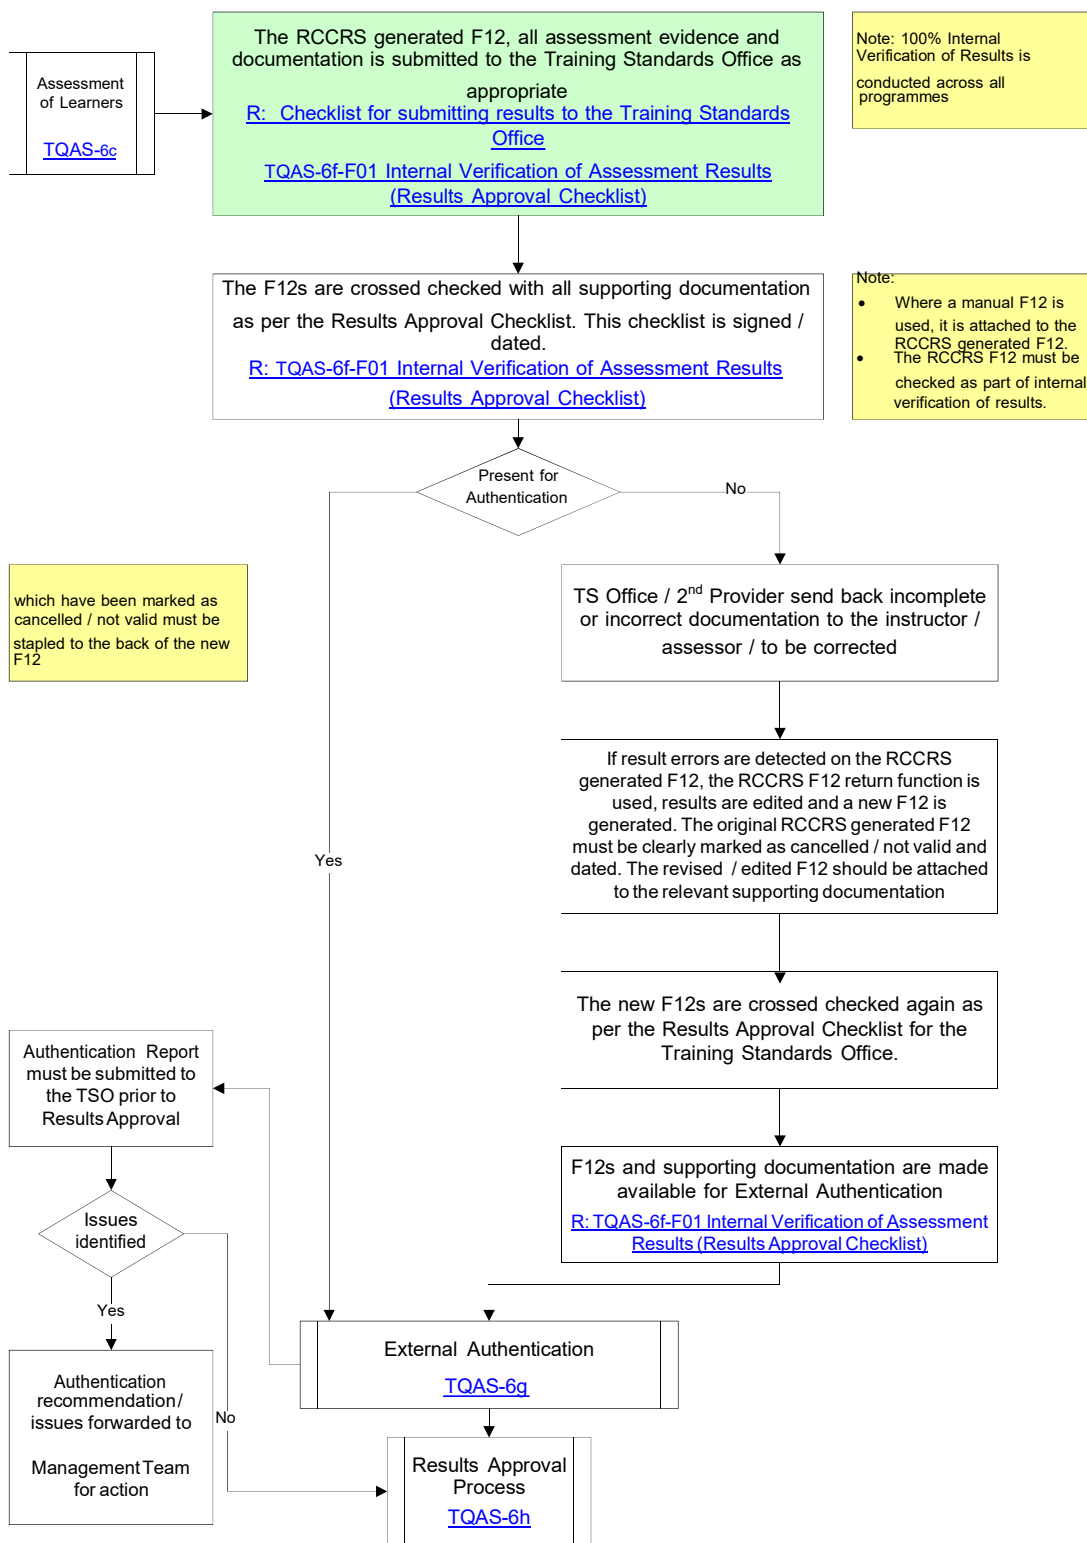 Assessment
of Learners
TQAS-6c
The RCCRS generated F12, all assessment evidence and
documentation is submitted to the Training Standards Office as
appropriate
R: Checklist for submitting results to the Training Standards
Office
TQAS-6f-F01 Internal Verification of Assessment Results
(Results Approval Checklist)
Note: 100% Internal
Verification of Results is
conducted across all
programmes
The F12s are crossed checked with all supporting documentation
as per the Results Approval Checklist. This checklist is signed /
dated.
R: TQAS-6f-F01 Internal Verification of Assessment Results
(Results Approval Checklist)
Note:
• Where a manual F12 is
used, it is attached to the
RCCRS generated F12.
• The RCCRS F12 must be
checked as part of internal
verification of results.
Present for
Authentication
No
which have been marked as
cancelled / not valid must be
stapled to the back of the new
F12
TS Office / 2nd Provider send back incomplete
or incorrect documentation to the instructor /
assessor / to be corrected
If result errors are detected on the RCCRS
generated F12, the RCCRS F12 return function is
used, results are edited and a new F12 is
generated. The original RCCRS generated F12
must be clearly marked as cancelled / not valid and
dated. The revised / edited F12 should be attached
to the relevant supporting documentation
Yes
The new F12s are crossed checked again as
per the Results Approval Checklist for the
Training Standards Office.
Authentication Report
must be submitted to
the TSO prior to
Results Approval
F12s and supporting documentation are made
available for External Authentication
R: TQAS-6f-F01 Internal Verification of Assessment
Results (Results Approval Checklist)
Issues
identified
Yes
External Authentication
TQAS-6g
Authentication
recommendation/
issues forwarded to
Management Team
for action
No
Results Approval
Process
TQAS-6h